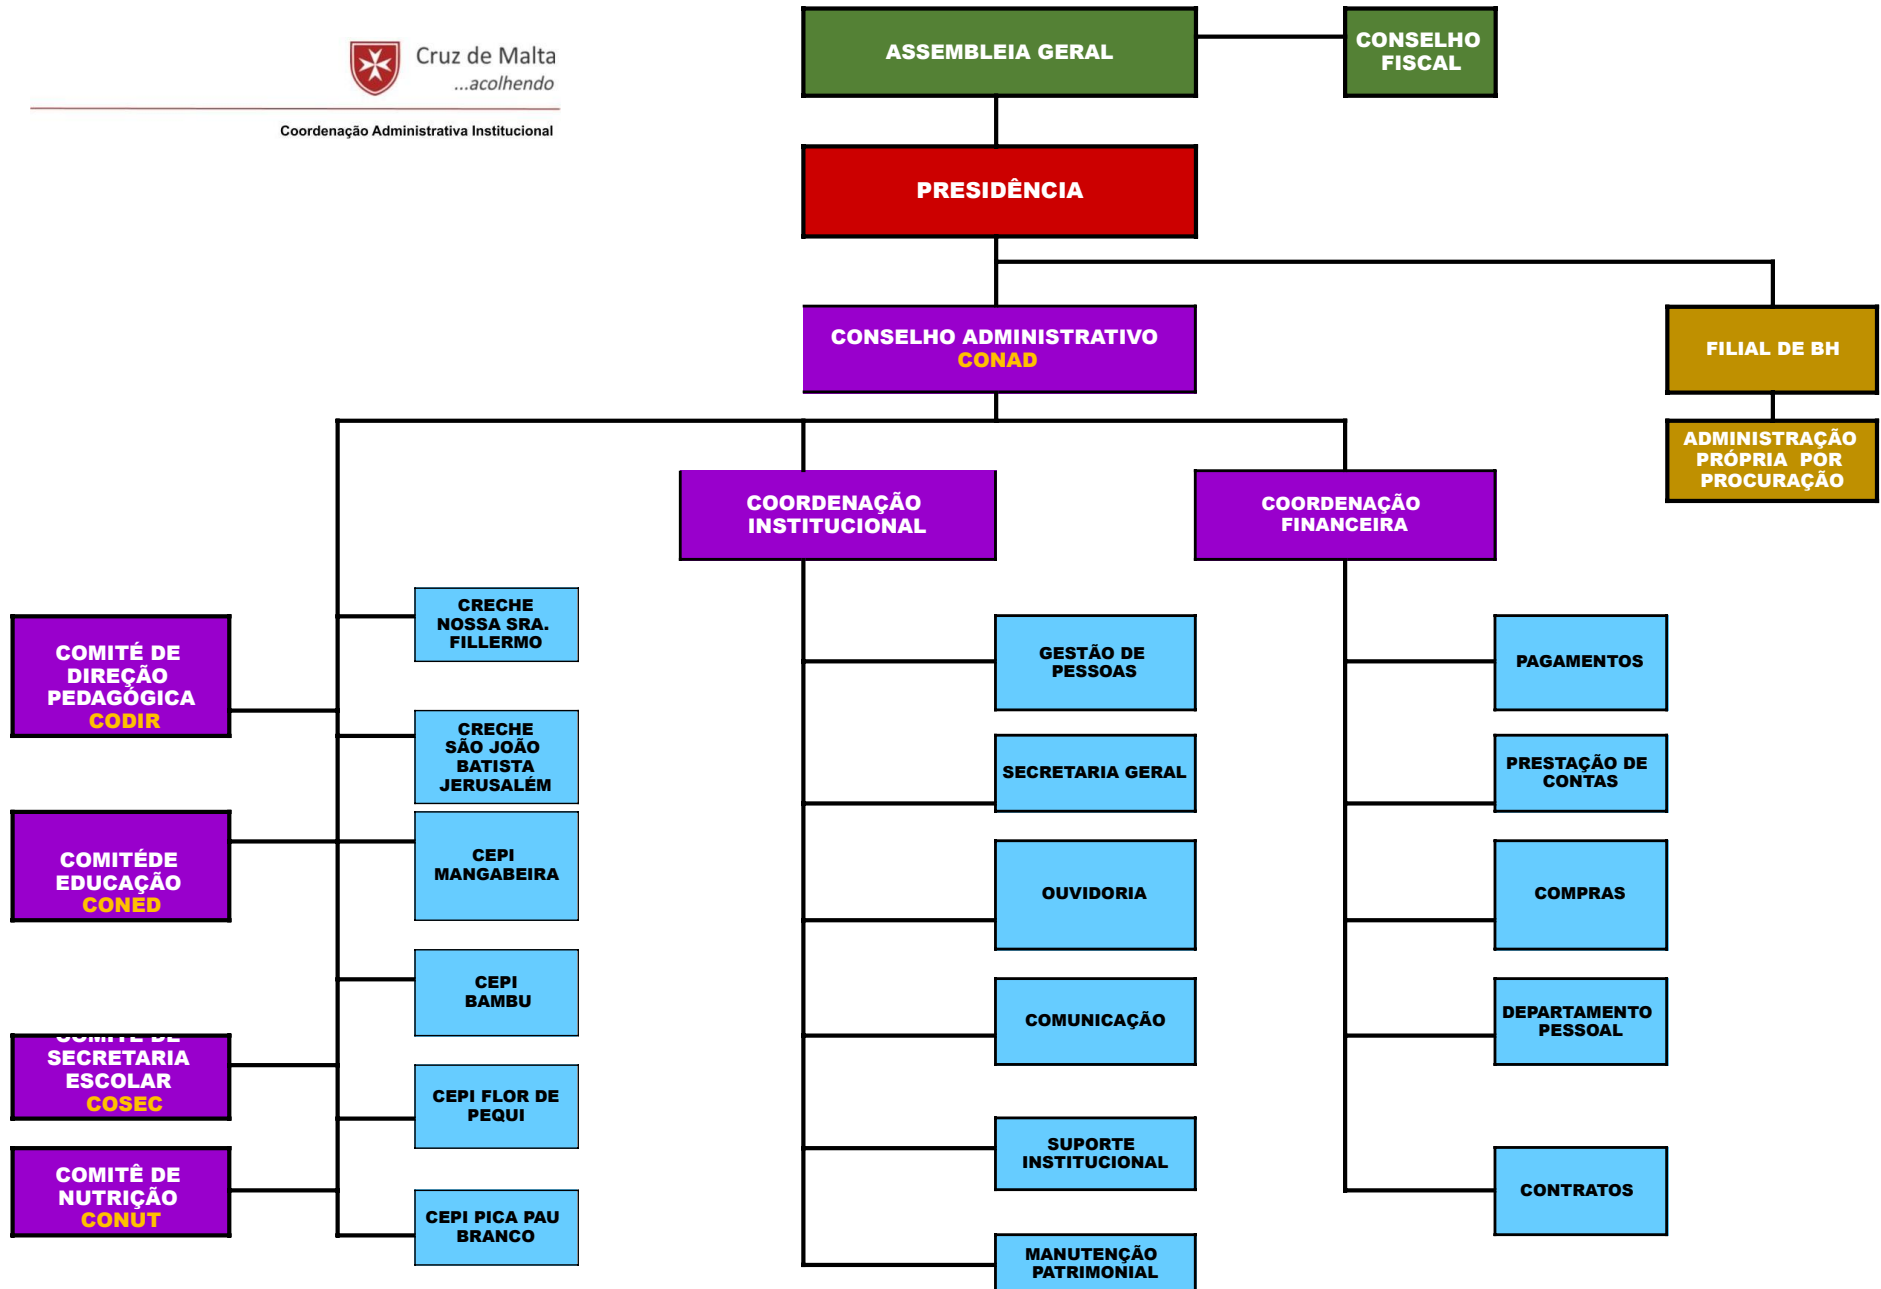 Cruz de Malta
...acolhendo
Coordenação Administrativa Institucional
ASSEMBLEIA GERAL
CONSELHO
FISCAL
PRESIDÊNCIA
CONSELHO ADMINISTRATIVO
CONAD
FILIAL DE BH
ADMINISTRAÇÃO
PRÓPRIA POR
PROCURAÇÃO
COORDENAÇÃO
INSTITUCIONAL
COORDENAÇÃO
FINANCEIRA
COMITÉ DE
DIREÇÃO
PEDAGÓGICA
CODIR
COMITÉDE
EDUCAÇÃO
CONED
COMITÉ DE
SECRETARIA
ESCOLAR
COSEC
COMITÊ DE
NUTRIÇÃO
CONUT
CRECHE
NOSSA SRA.
FILLERMO
CRECHE
SÃO JOÃO
BATISTA
JERUSALÉM
CEPI
MANGABEIRA
CEPI
BAMBU
CEPI FLOR DE
PEQUI
CEPI PICA PAU
BRANCO
GESTÃO DE
PESSOAS
SECRETARIA GERAL
OUVIDORIA
COMUNICAÇÃO
SUPORTE
INSTITUCIONAL
MANUTENÇÃO
PATRIMONIAL
PAGAMENTOS
PRESTAÇÃO DE
CONTAS
COMPRAS
DEPARTAMENTO
PESSOAL
CONTRATOS